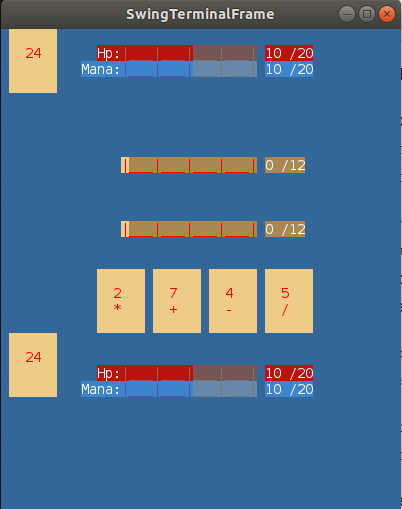 SwingTerminalFrame
24
Hp: 10 /20
Mana: 10 /20
0 /12
0 /12
2 7 4 5
* + - /
24
Hp: 10 /20
Mana: 10 /20